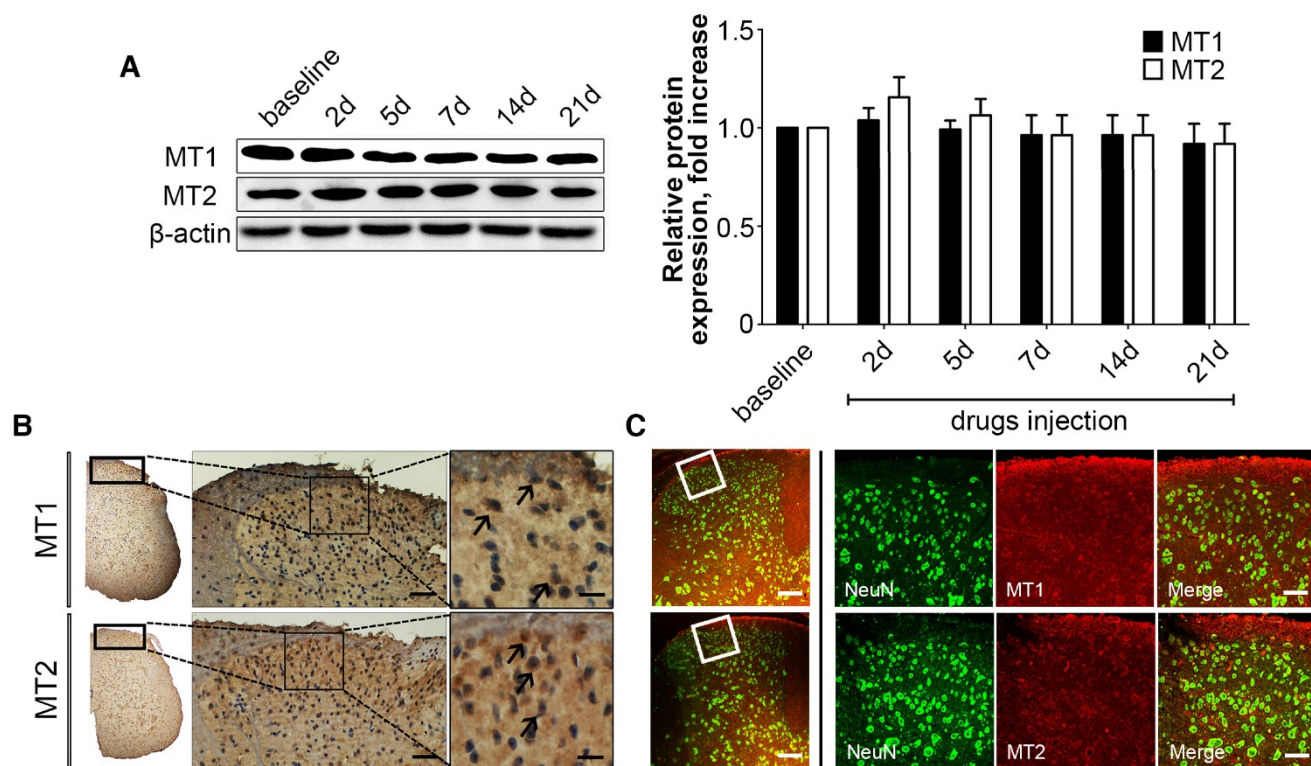 A
baseline 2d 5d 7d 14d 21d
MT1
MT2
β-actin
Relative protein
expression, fold increase
1.5
1.0
0.5
0
MT1
MT2
baseline 2d 5d 7d 14d 21d
drugs injection
B
MT1
MT2
C
NeuN MT1 Merge
NeuN MT2 Merge